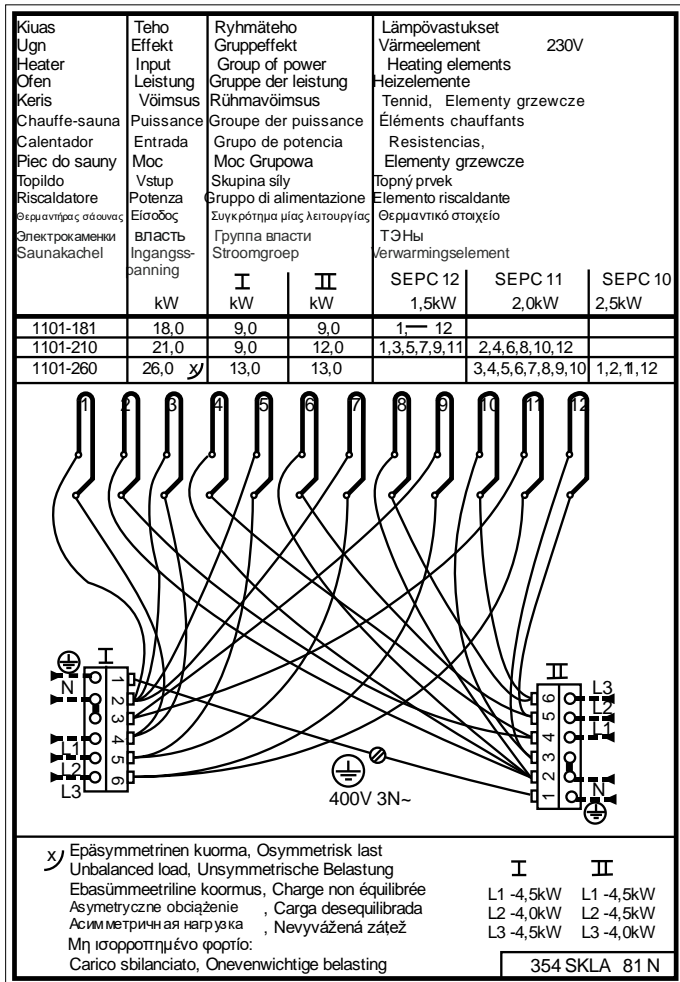 Kiuas Teho Ryhmäteho Lämpövastukset
Ugn Effekt Gruppeffekt Värmeelement 230V
Heater Input Group of power Heating elements
Ofen Leistung Gruppe der leistung Heizelemente
Keris Vöimsus Rühmavöimsus Tennid, Elementy grzewcze
Chauffe-sauna Puissance Groupe der puissance Éléments chauffants
Calentador Entrada Grupo de potencia Resistencias,
Piec do sauny Moc Moc Grupowa Elementy grzewcze
Topildo Vstup Skupina síly Topný prvek
Riscaldatore Potenza Gruppo di alimentazione Elemento riscaldante
Θερμαντήρας σάουνας Είσοδος Συγκρότημα μίας λειτουργίας Θερμαντικό στοιχείο
Электрокаменки власть Группа власти ТЭНы
Saunakachel Ingangss- Stroomgroep Verwarmingselement
panning
I II SEPC 12 SEPC 11 SEPC 10
kW kW kW 1,5kW 2,0kW 2,5kW
1101-181 18,0 9,0 9,0 1,— 12
1101-210 21,0 9,0 12,0 1,3,5,7,9,11 2,4,6,8,10,12
1101-260 26,0 x) 13,0 13,0 3,4,5,6,7,8,9,10 1,2,11,12
1 2 3 4 5 6 7 8 9 10 11 12
I
N
L1
L2
L3
1
2
3
4
5
6
II
L3
L2
L1
N
6
5
4
3
2
1
400V 3N~
x) Epäsymmetrinen kuorma, Osymmetrisk last
Unbalanced load, Unsymmetrische Belastung
Ebasümmeetriline koormus, Charge non équilibrée
Asymetryczne obciążenie , Carga desequilibrada
Асимметричная нагрузка , Nevyvážená zátež
Μη ισορροπημένο φορτίο:
Carico sbilanciato, Onevenwichtige belasting
I II
L1 -4,5kW L1 -4,5kW
L2 -4,0kW L2 -4,5kW
L3 -4,5kW L3 -4,0kW
354 SKLA 81 N